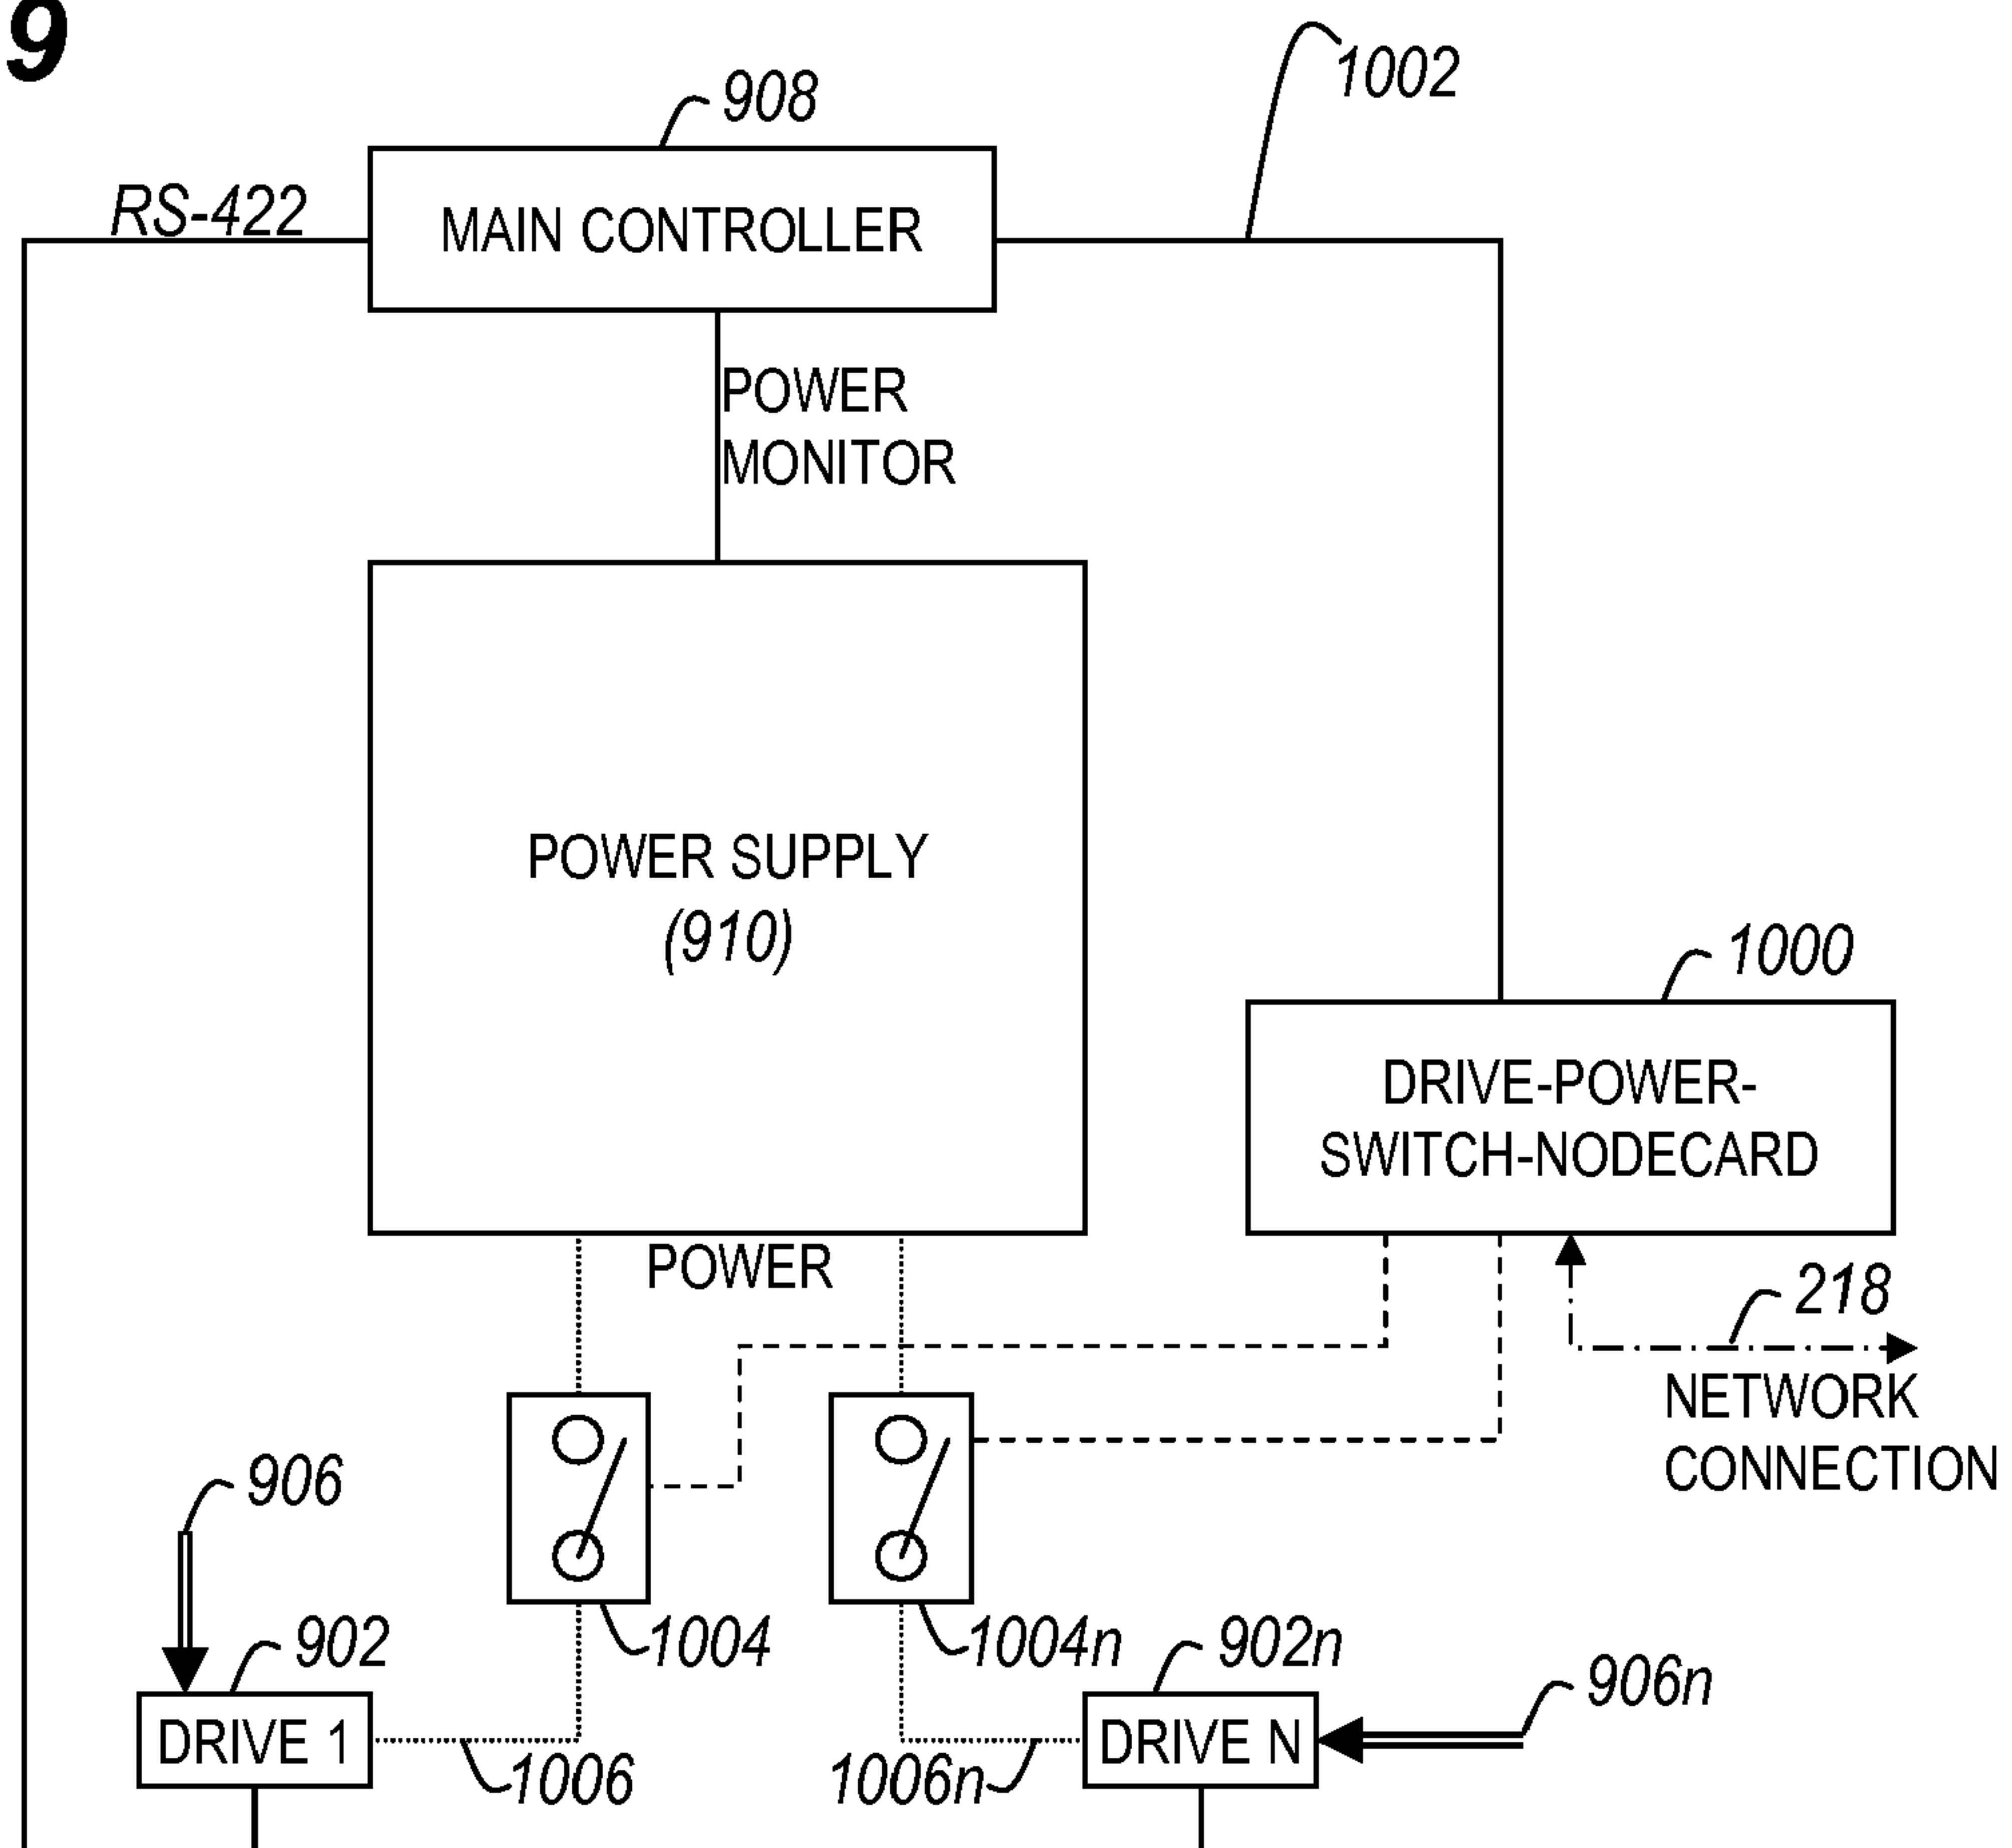 9
1002
908
RS-422
MAIN CONTROLLER
POWER
MONITOR
POWER SUPPLY
(910)
1000
DRIVE-POWER-
SWITCH-NODECARD
POWER
218
NETWORK
CONNECTION
906
902
1004
1004n
902n
906n
DRIVE 1
DRIVE N
1006
1006n